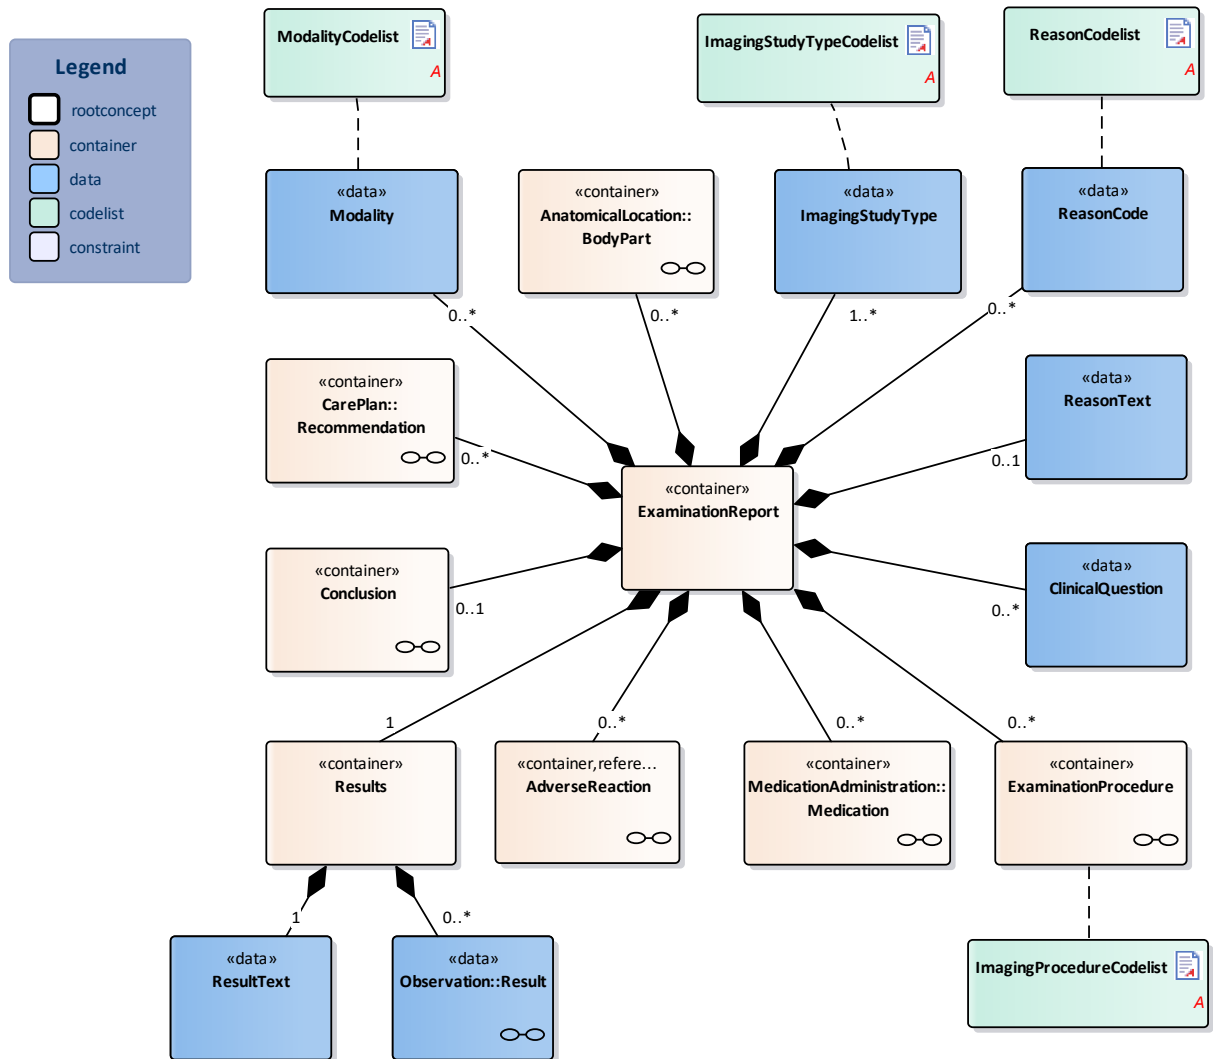 Legend
rootconcept
container
data
codelist
constraint
ModalityCodelist
A
ImagingStudyTypeCodelist
A
ReasonCodelist
A
«data»
Modality
«container»
AnatomicalLocation::
BodyPart
«data»
ImagingStudyType
«data»
ReasonCode
0..*
0..*
1..*
0..*
«container»
CarePlan::
Recommendation
0..*
«data»
ReasonText
0..1
«container»
ExaminationReport
«container»
Conclusion
0..1
«data»
ClinicalQuestion
0..*
1
0..*
0..*
0..*
«container»
Results
«container,refere...
AdverseReaction
«container»
MedicationAdministration::
Medication
«container»
ExaminationProcedure
1
0..*
«data»
ResultText
«data»
Observation::Result
ImagingProcedureCodelist
A